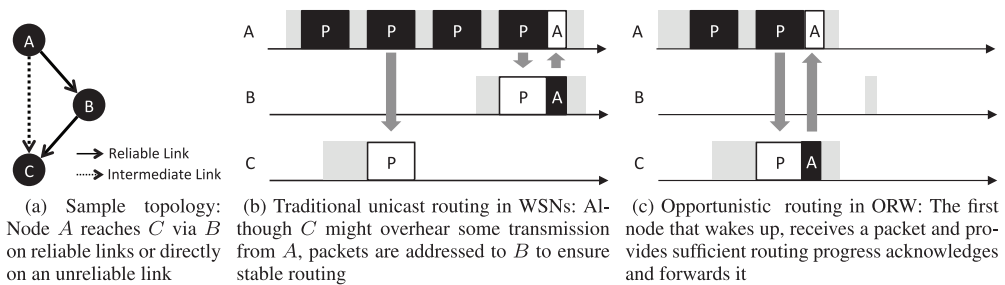 A
B
C
Reliable Link
Intermediate Link
(a) Sample topology:
Node A reaches C via B
on reliable links or directly
on an unreliable link
A P P P P A
B P A
C P
(b) Traditional unicast routing in WSNs: Al-
though C might overhear some transmission
from A, packets are addressed to B to ensure
stable routing
A P P A
B
C P A
(c) Opportunistic routing in ORW: The first
node that wakes up, receives a packet and pro-
vides sufficient routing progress acknowledges
and forwards it